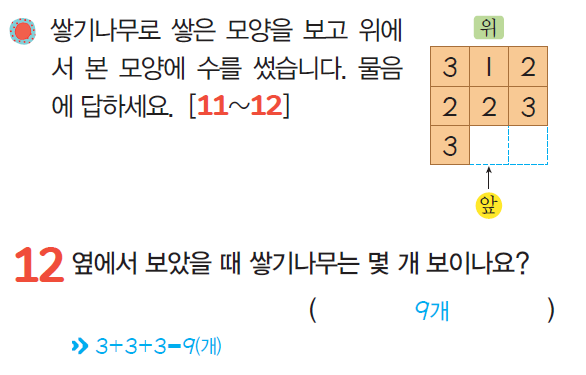 쌓기나무로 쌓은 모양을 보고 위에
서 본 모양에 수를 썼습니다. 물음
에 답하세요. [11~12]
위
3 1 2
2 2 3
3
앞
12 옆에서 보았을 때 쌓기나무는 몇 개 보이나요?
( 9개 )
3+3+3=9(개)